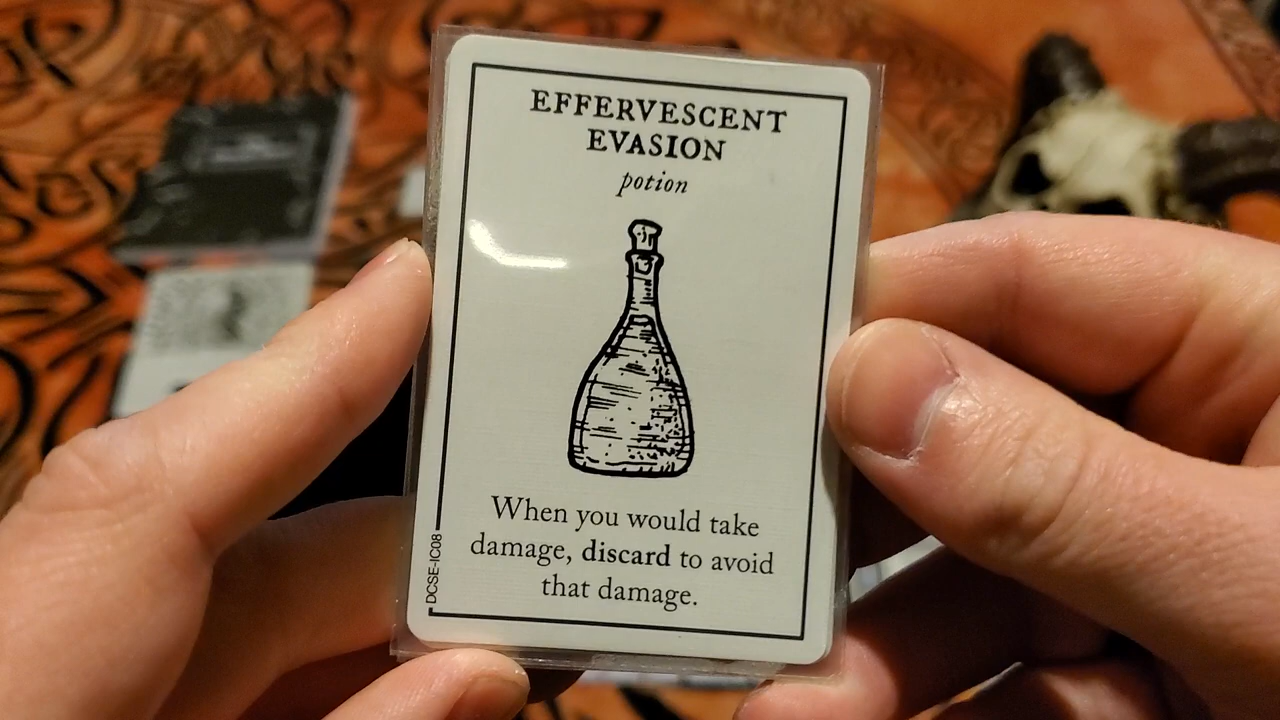 EFFERVESCENT
EVASION
potion
When you would take
damage, discard to avoid
that damage.
DCSE-IC08